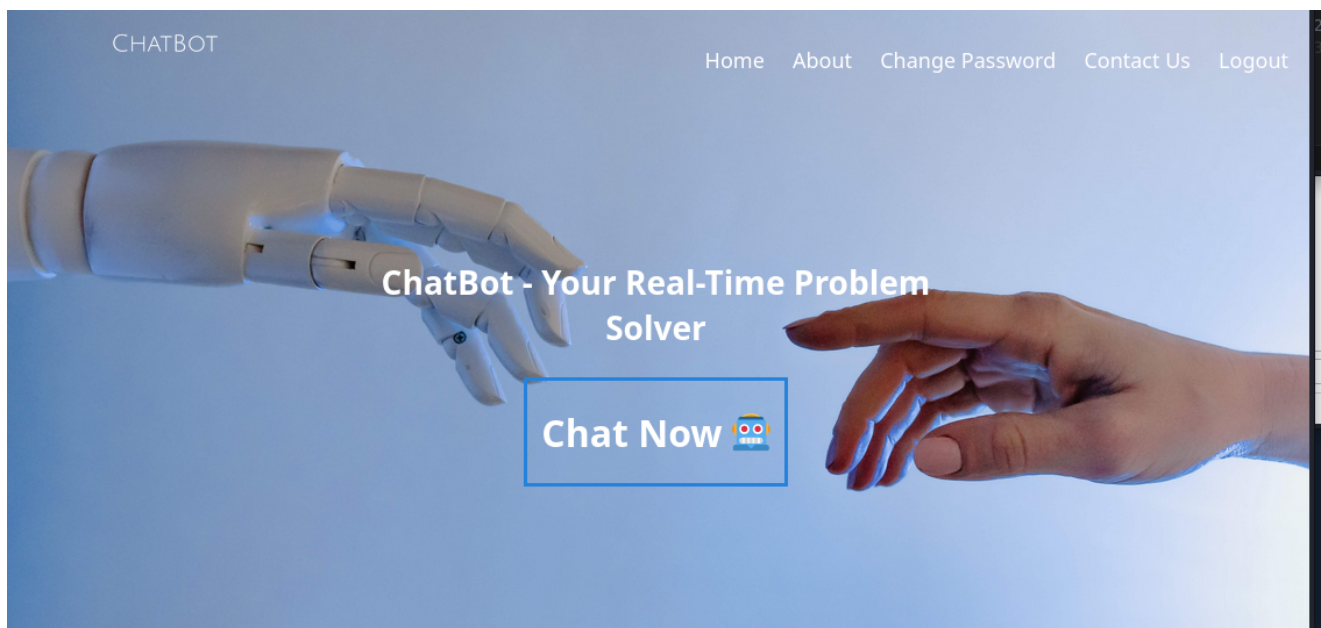 ChatBot
Home About Change Password Contact Us Logout
ChatBot - Your Real-Time Problem
Solver
Chat Now 🤖